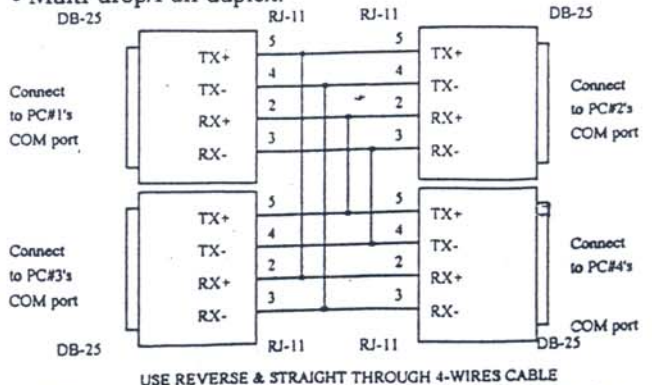 • Multi-drop/Full duplex:
DB-25 RJ-11 RJ-11 DB-25
TX+ 5 5 TX+
TX- 4 4 TX-
RX+ 2 2 RX+
RX- 3 3 RX-
Connect
to PC#1's
COM port
Connect
to PC#2's
COM port
TX+ 5 5 TX+
TX- 4 4 TX-
RX+ 2 2 RX+
RX- 3 3 RX-
Connect
to PC#3's
COM port
Connect
to PC#4's
COM port
DB-25 RJ-11 RJ-11 DB-25
USE REVERSE & STRAIGHT THROUGH 4-WIRES CABLE